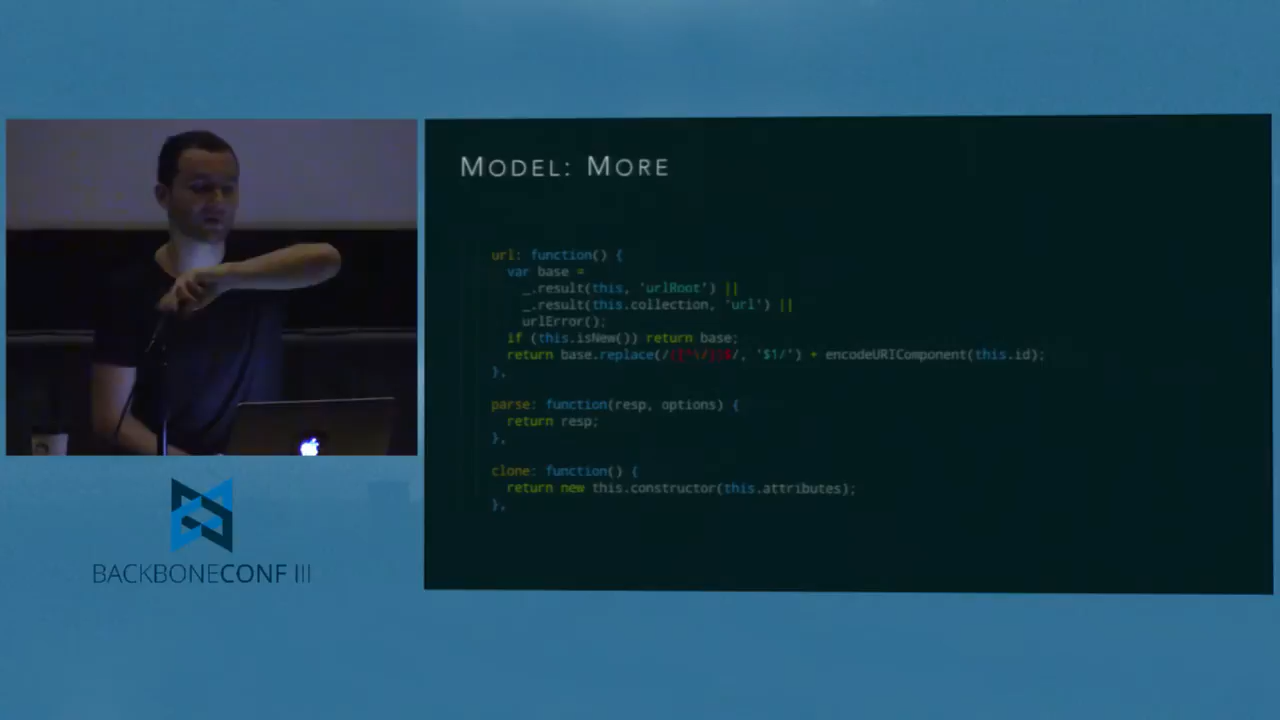 MODEL: MORE
url: function() {
var base =
_.result(this, 'urlRoot') ||
_.result(this.collection, 'url') ||
urlError();
if (this.isNew()) return base;
return base.replace(/([^\/])$/, '$1/') + encodeURIComponent(this.id);
},
parse: function(resp, options) {
return resp;
},
clone: function() {
return new this.constructor(this.attributes);
},
BACKBONECONF III